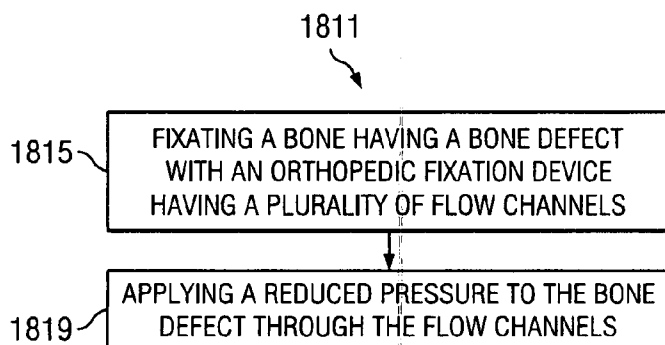 1811
1815
FIXATING A BONE HAVING A BONE DEFECT
WITH AN ORTHOPEDIC FIXATION DEVICE
HAVING A PLURALITY OF FLOW CHANNELS
1819
APPLYING A REDUCED PRESSURE TO THE BONE
DEFECT THROUGH THE FLOW CHANNELS